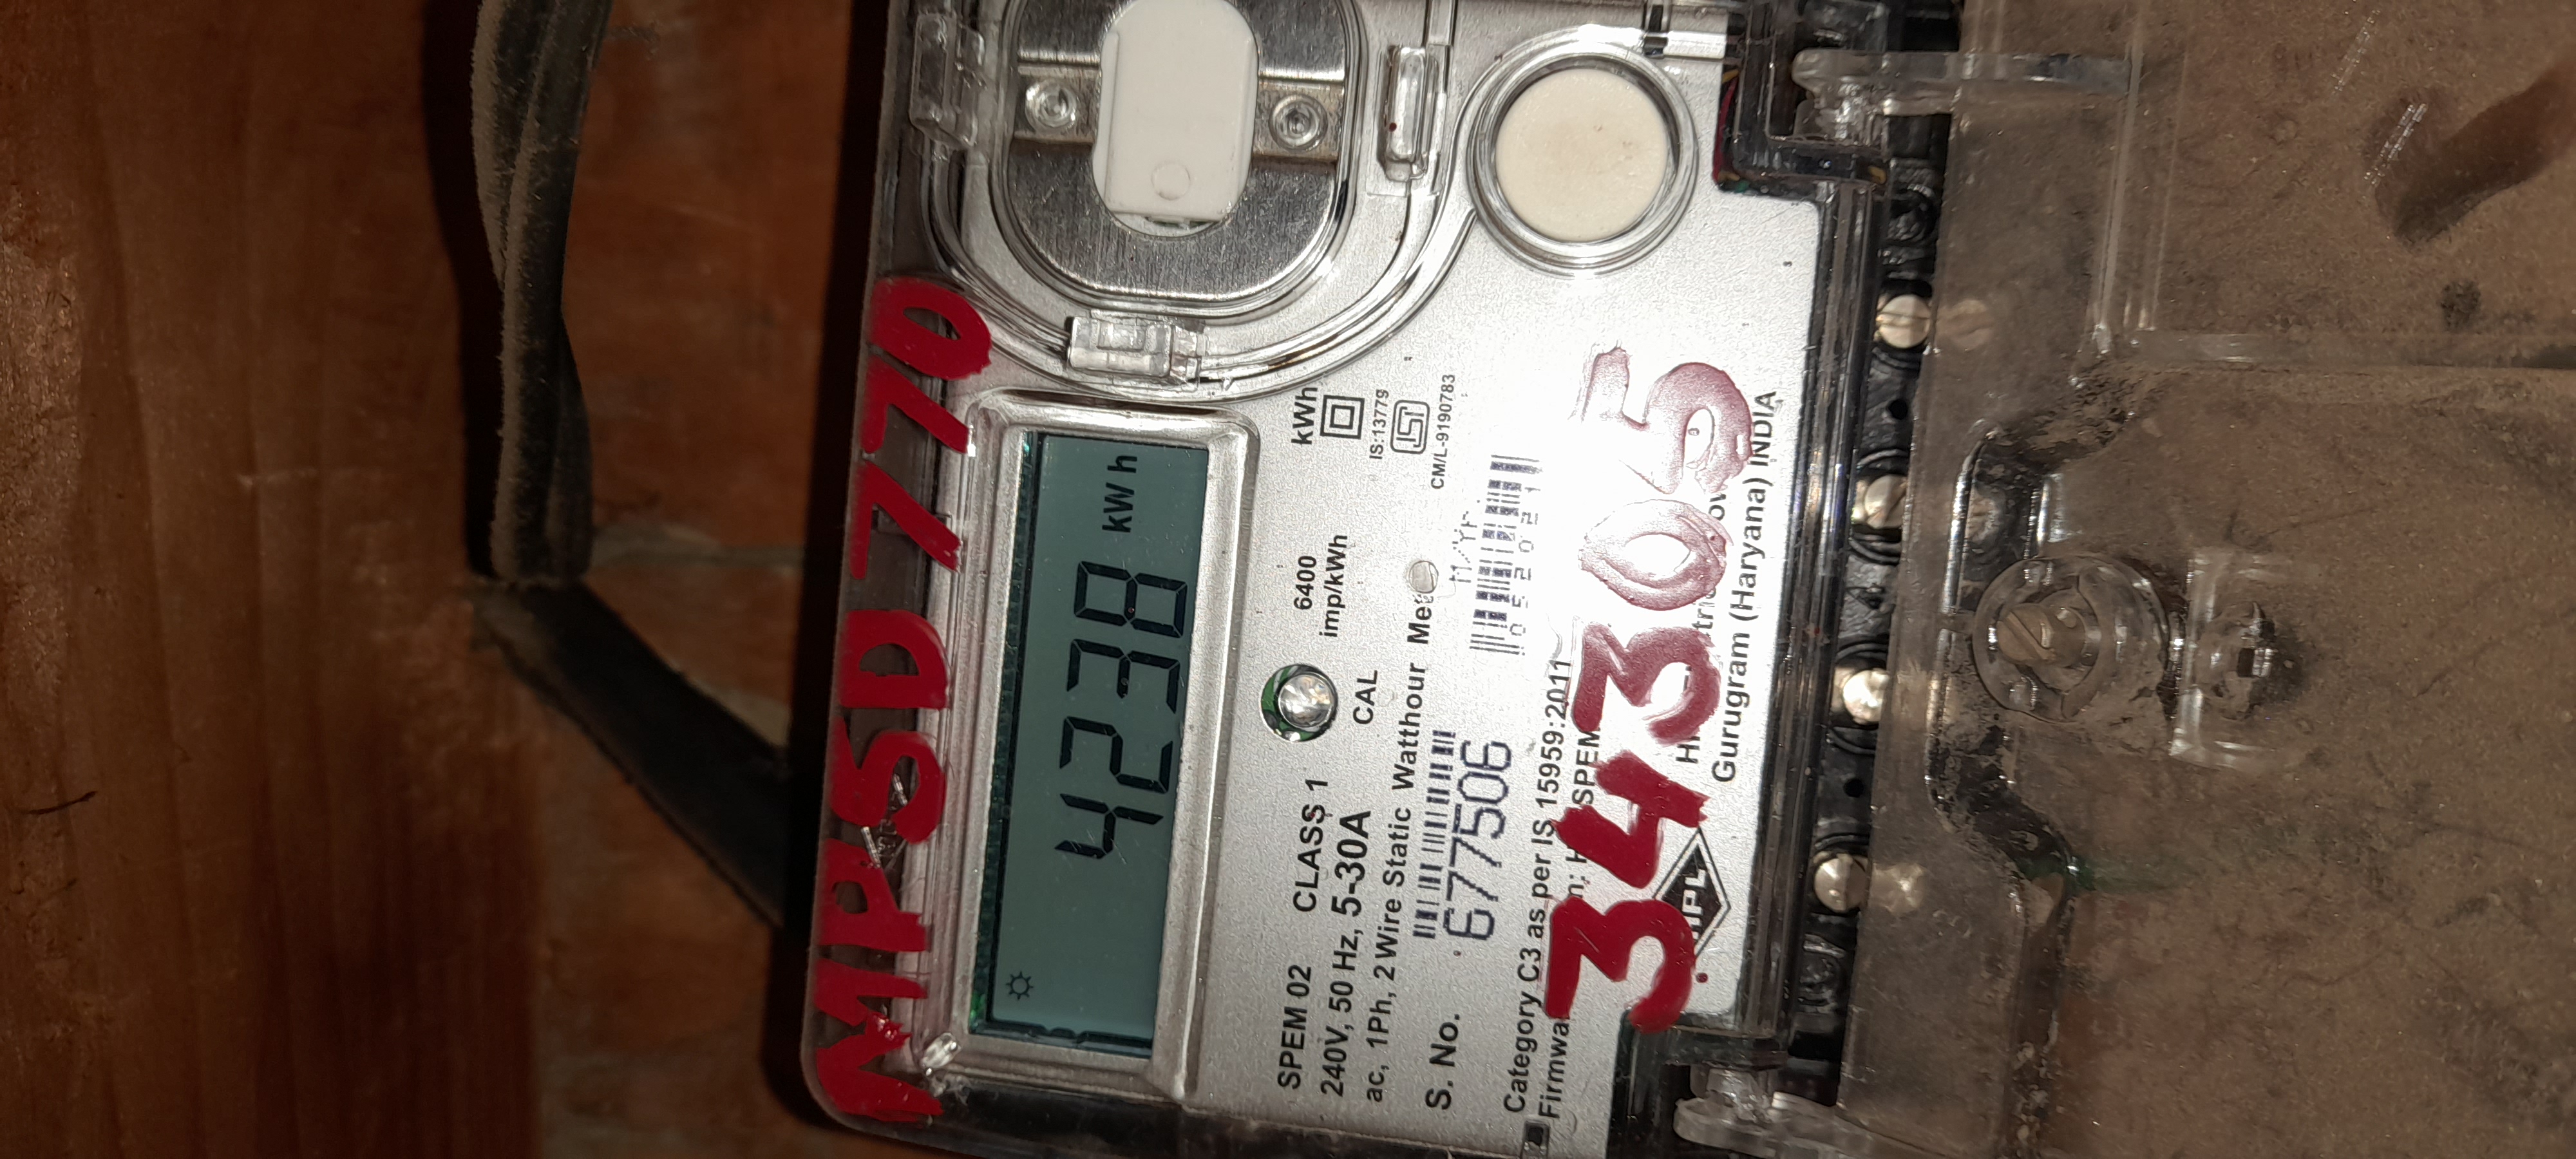 MPSD 770
4238 kWh
SPEM 02 CLASS 1 6400 imp/kWh kWh
240V, 50 Hz, 5-30A CAL
IS:13779
ac, 1Ph, 2 Wire Static Watthour
CM/L-9190783
S. No. 6777506
Category C3 as per IS 15959:2011
34305
HPL
Gurugram (Haryana) INDIA